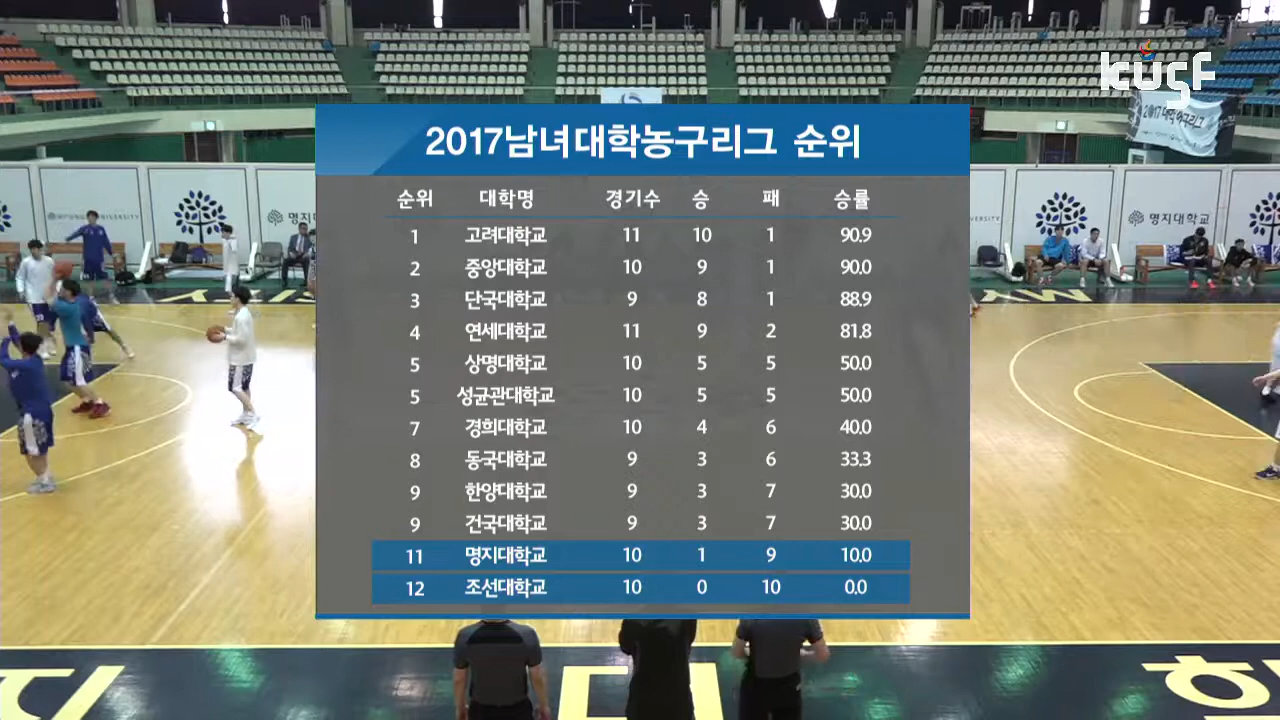 kusf
2017 대학농구리그
2017남녀대학농구리그 순위
순위 대학명 경기수 승 패 승률
1 고려대학교 11 10 1 90.9
2 중앙대학교 10 9 1 90.0
3 단국대학교 9 8 1 88.9
4 연세대학교 11 9 2 81.8
5 상명대학교 10 5 5 50.0
5 성균관대학교 10 5 5 50.0
7 경희대학교 10 4 6 40.0
8 동국대학교 9 3 6 33.3
9 한양대학교 9 3 7 30.0
9 건국대학교 9 3 7 30.0
11 명지대학교 10 1 9 10.0
12 조선대학교 10 0 10 0.0
명지대학교
지 대 학